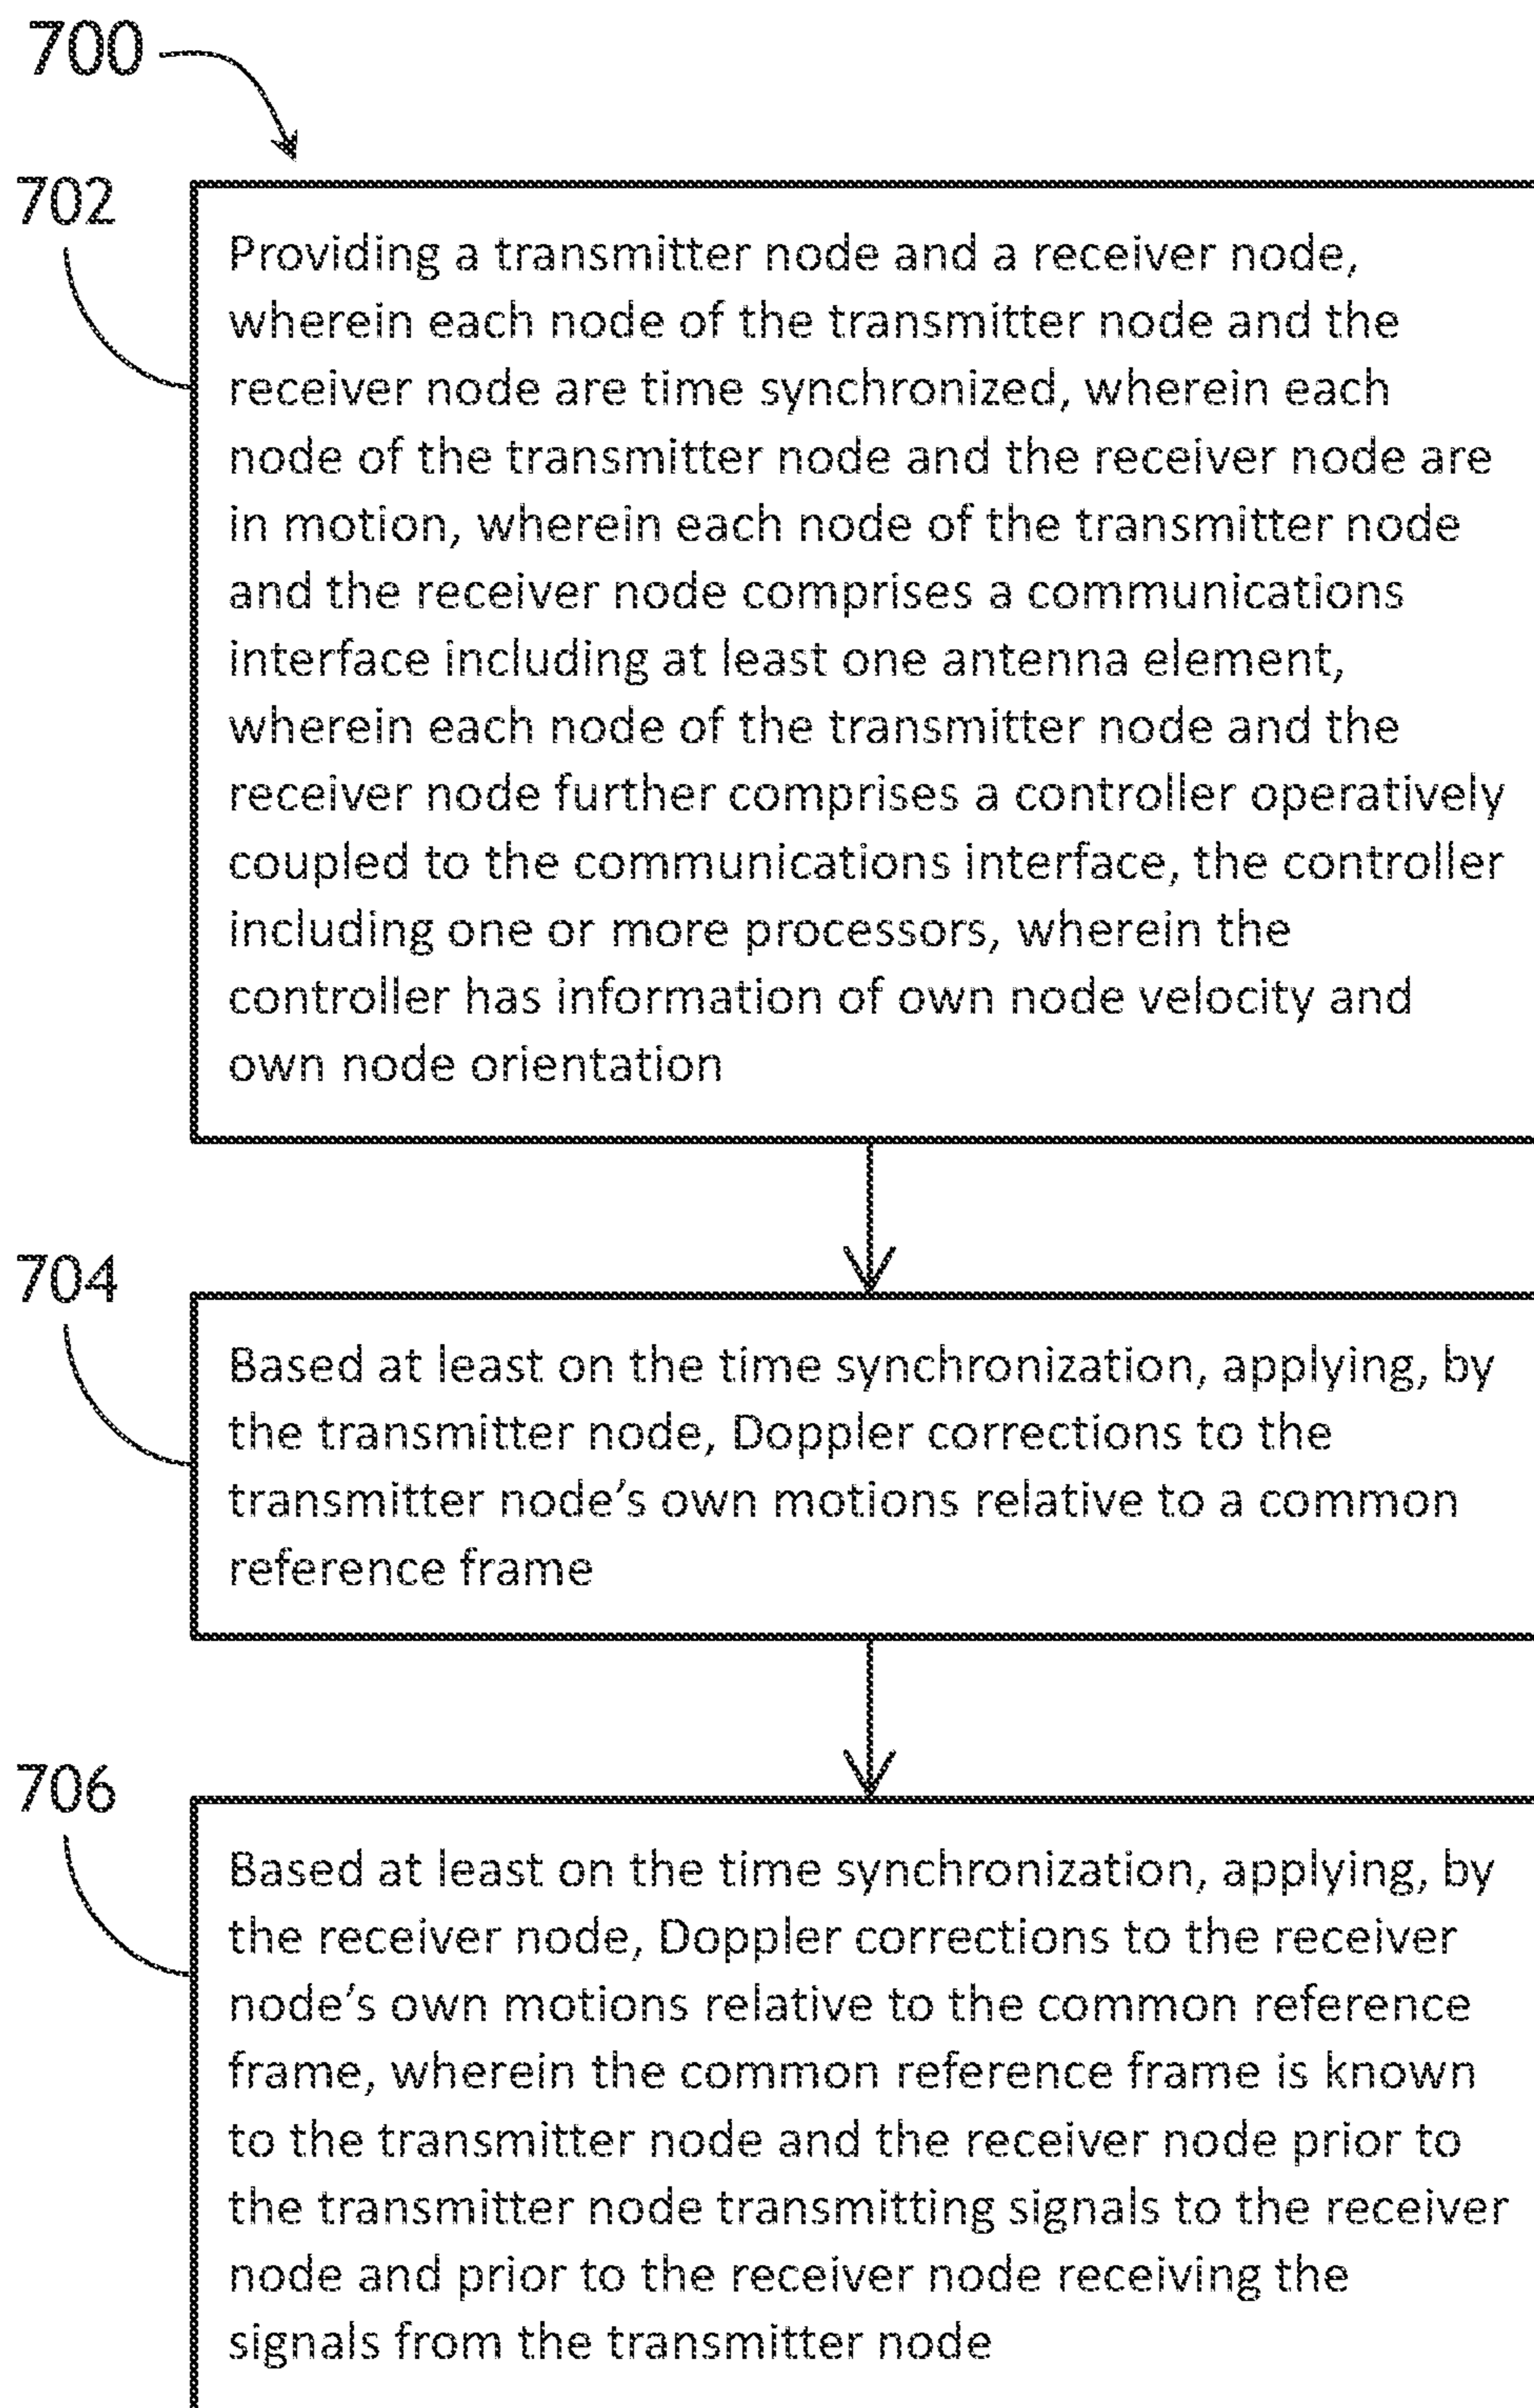 700
702
Providing a transmitter node and a receiver node,
wherein each node of the transmitter node and the
receiver node are time synchronized, wherein each
node of the transmitter node and the receiver node are
in motion, wherein each node of the transmitter node
and the receiver node comprises a communications
interface including at least one antenna element,
wherein each node of the transmitter node and the
receiver node further comprises a controller operatively
coupled to the communications interface, the controller
including one or more processors, wherein the
controller has information of own node velocity and
own node orientation
704
Based at least on the time synchronization, applying, by
the transmitter node, Doppler corrections to the
transmitter node’s own motions relative to a common
reference frame
706
Based at least on the time synchronization, applying, by
the receiver node, Doppler corrections to the receiver
node’s own motions relative to the common reference
frame, wherein the common reference frame is known
to the transmitter node and the receiver node prior to
the transmitter node transmitting signals to the receiver
node and prior to the receiver node receiving the
signals from the transmitter node